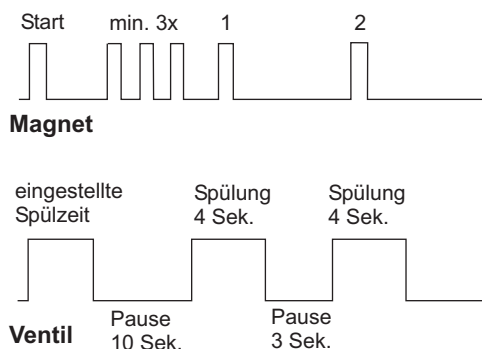 Start min. 3x 1 2
Magnet
eingestellte Spülung Spülung
Spülzeit 4 Sek. 4 Sek.
Pause Pause
Ventil 10 Sek. 3 Sek.